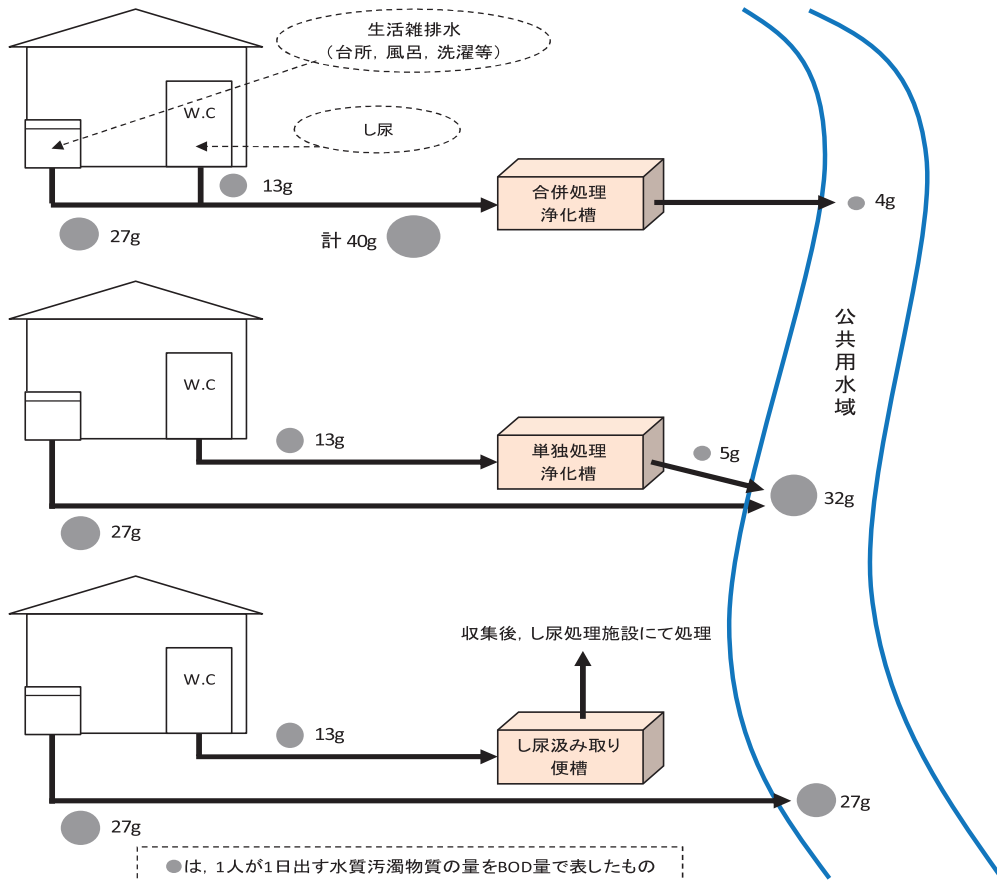 生活雑排水
（台所，風呂，洗濯等）
W.C
し尿
13g
27g
計 40g
合併処理
浄化槽
4g
公共用水域
W.C
13g
27g
単独処理
浄化槽
5g
32g
収集後，し尿処理施設にて処理
W.C
13g
27g
し尿汲み取り
便槽
27g
は，1人が1日出す水質汚濁物質の量をBOD量で表したもの